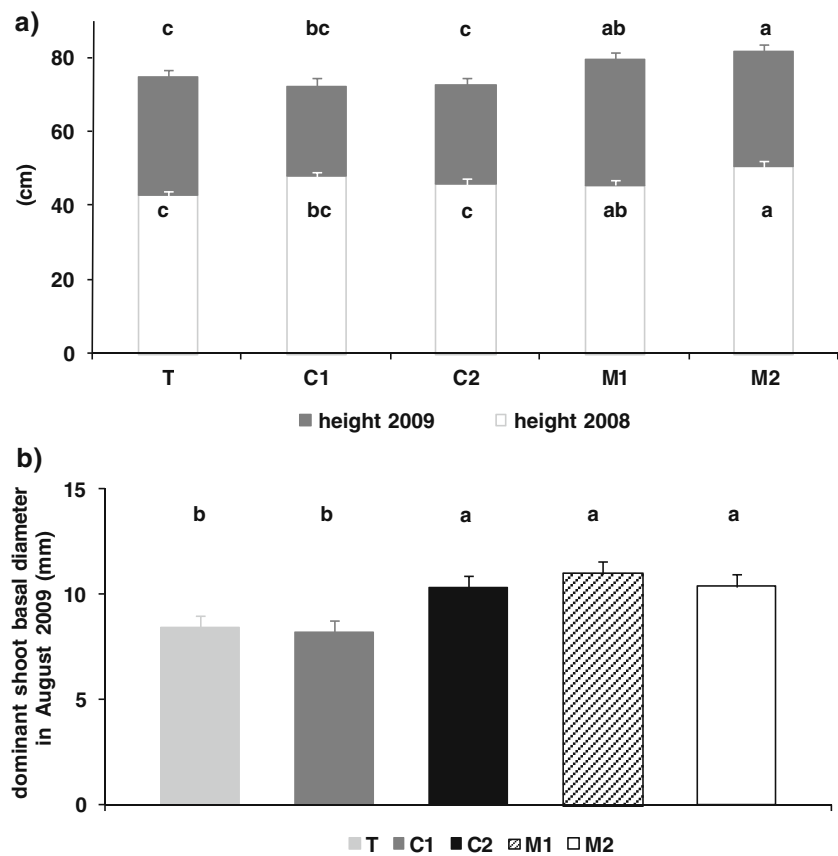 a)
c bc c ab a
80
60
(cm)
40
c bc c ab a
20
0
T C1 C2 M1 M2
height 2009 height 2008
b)
15
b b a a a
dominant shoot basal diameter
in August 2009 (mm)
10
5
0
T C1 C2 M1 M2